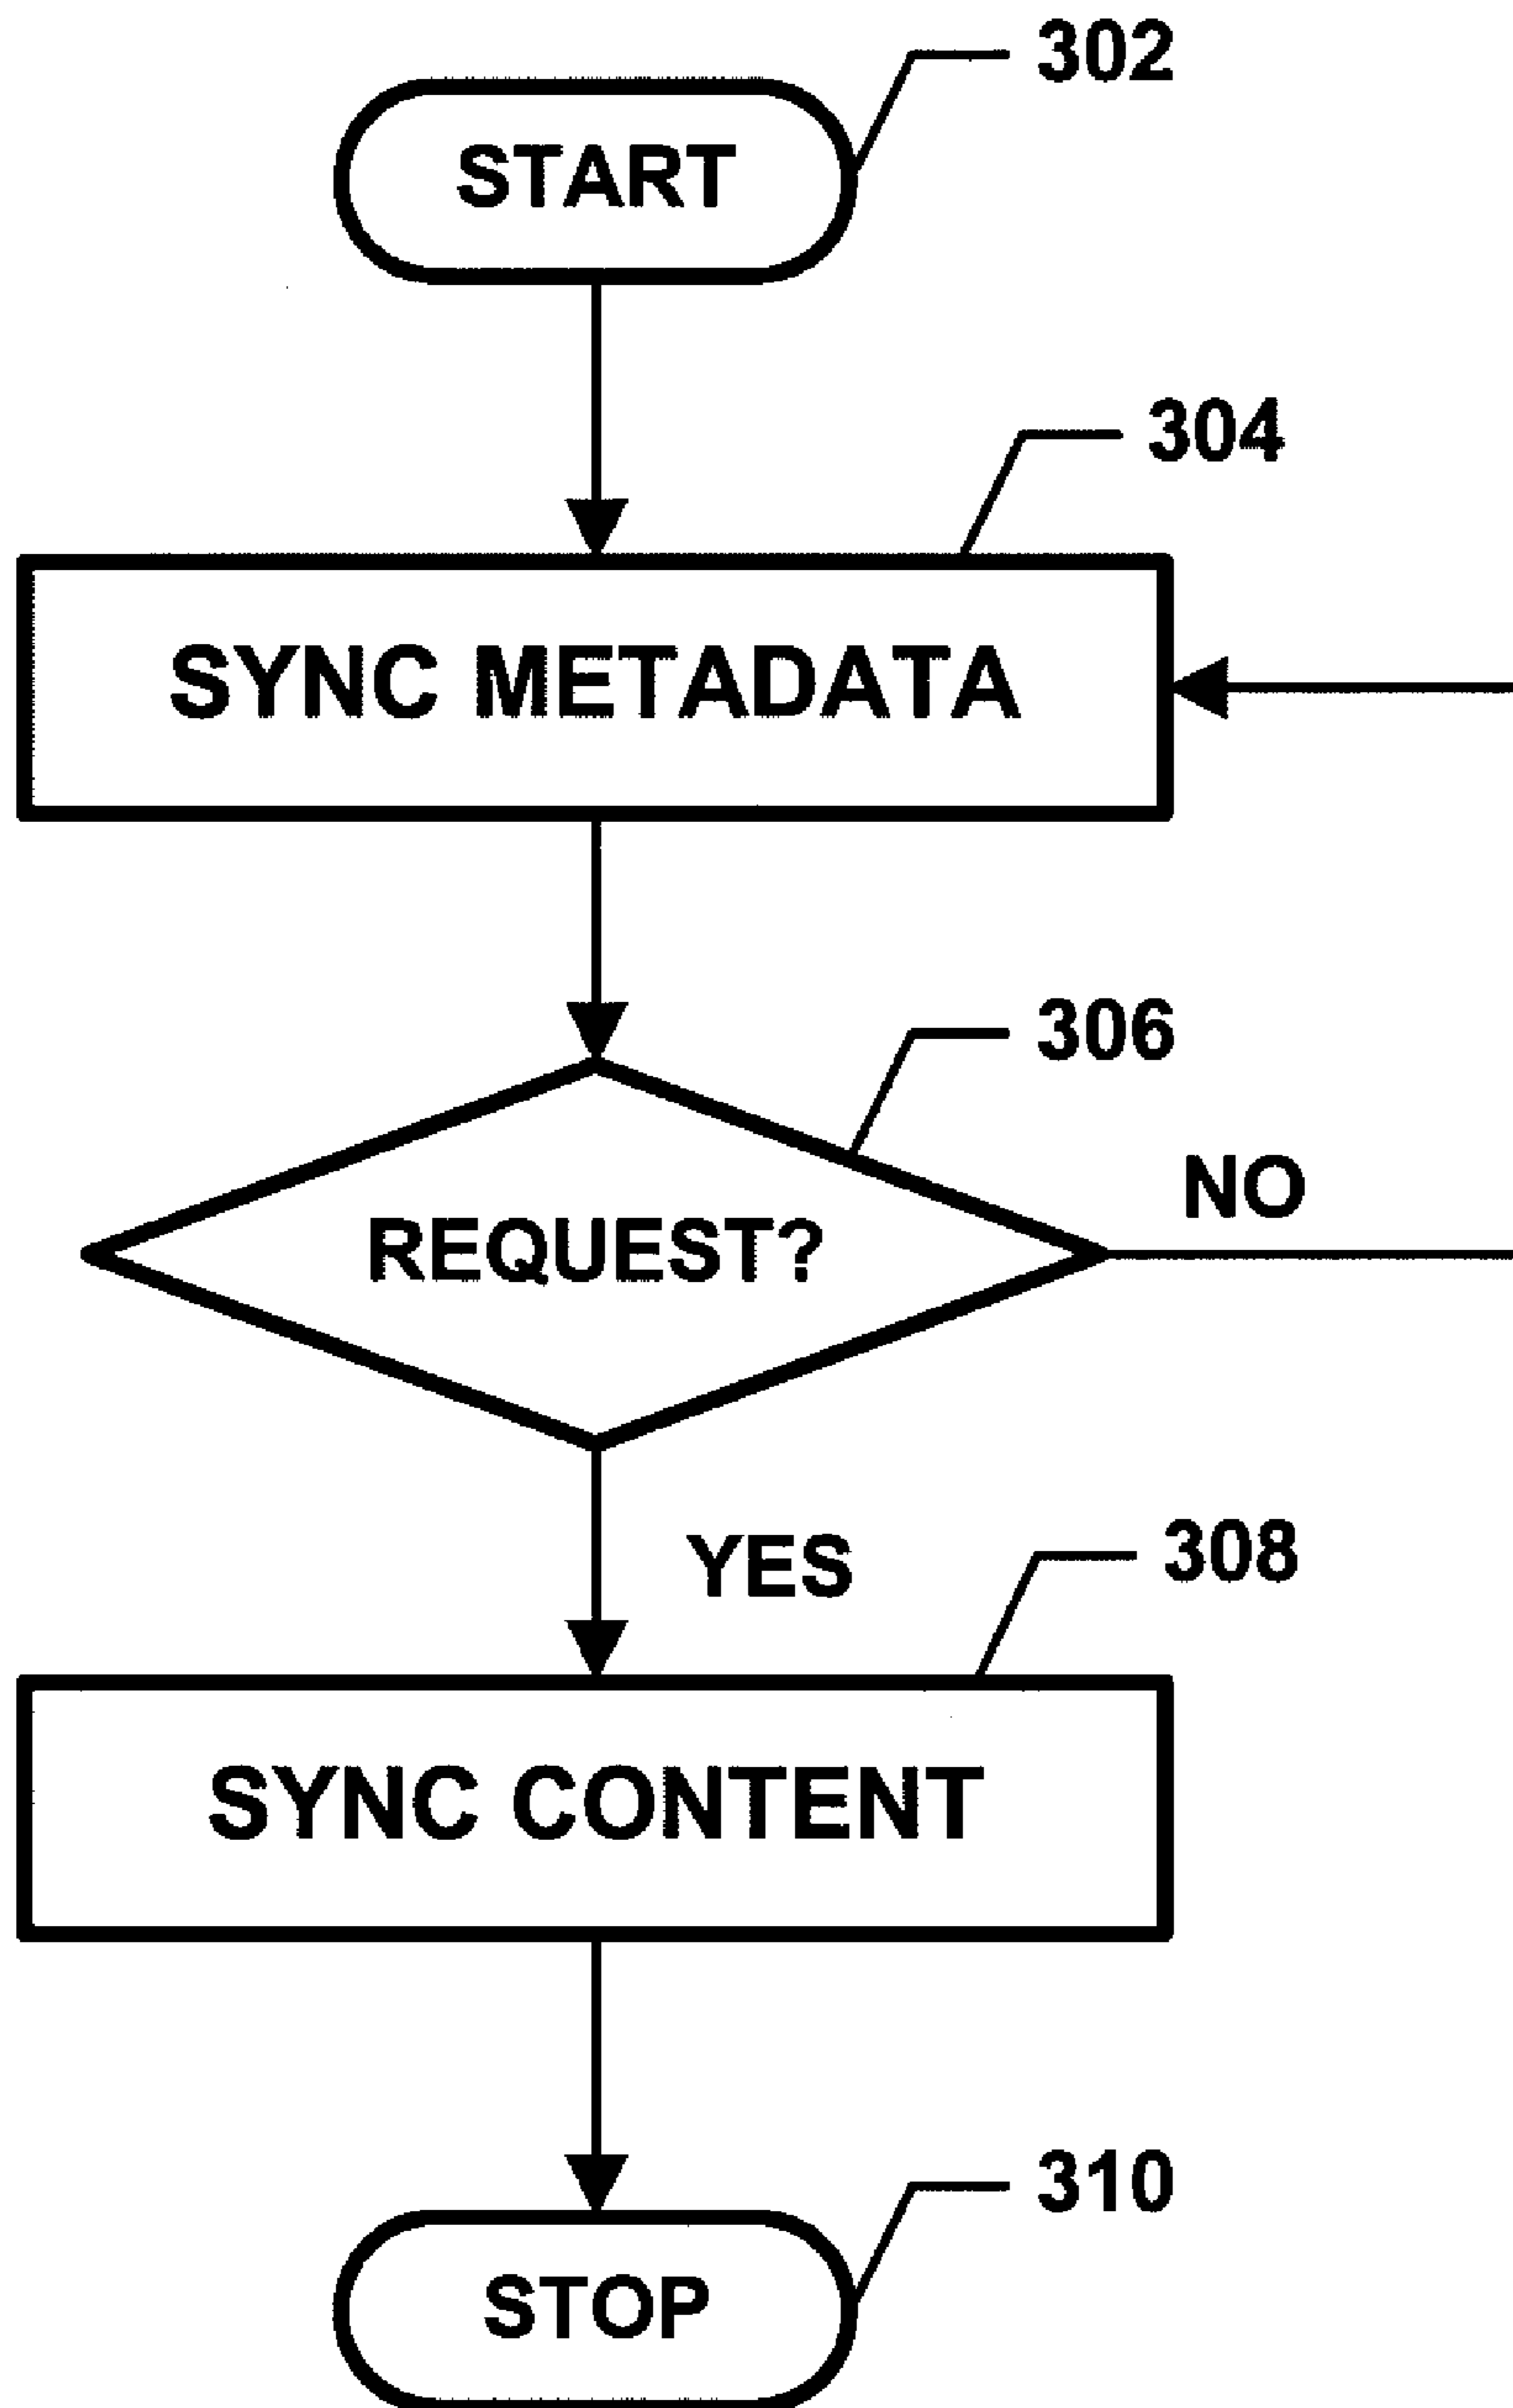 302
START
304
SYNC METADATA
306
NO
REQUEST?
YES
308
SYNC CONTENT
310
STOP